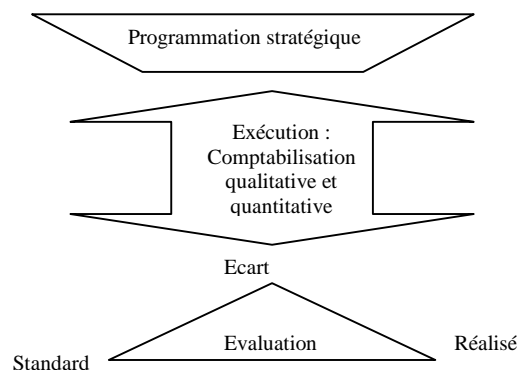 Programmation stratégique
Exécution :
Comptabilisation
qualitative et
quantitative
Ecart
Evaluation
Réalisé
Standard